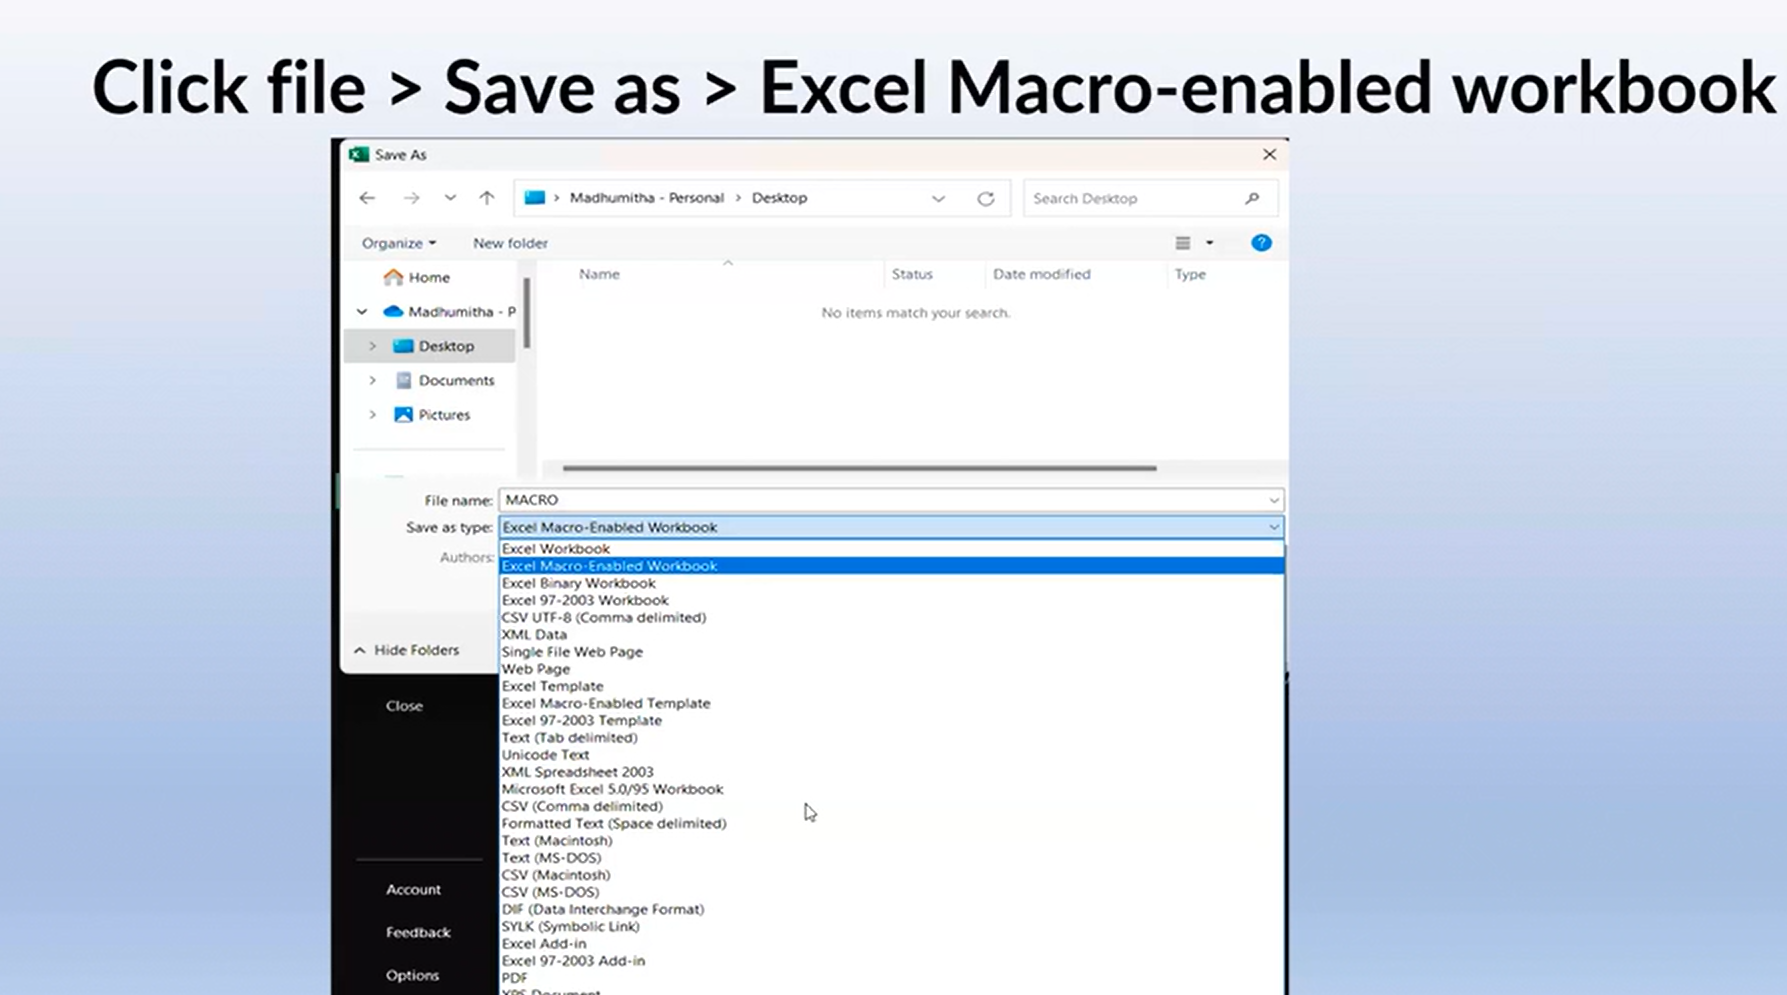 Click file > Save as > Excel Macro-enabled workbook
Save As
Madhumitha - Personal > Desktop
Search Desktop
Organize
New folder
Home
Madhumitha - P
Desktop
Documents
Pictures
Name
Status
Date modified
Type
No items match your search.
File name: MACRO
Save as type: Excel Macro-Enabled Workbook
Authors:
Excel Workbook
Excel Macro-Enabled Workbook
Excel Binary Workbook
Excel 97-2003 Workbook
CSV UTF-8 (Comma delimited)
XML Data
Single File Web Page
Web Page
Excel Template
Excel Macro-Enabled Template
Excel 97-2003 Template
Text (Tab delimited)
Unicode Text
XML Spreadsheet 2003
Microsoft Excel 5.0/95 Workbook
CSV (Comma delimited)
Formatted Text (Space delimited)
Text (Macintosh)
Text (MS-DOS)
CSV (Macintosh)
CSV (MS-DOS)
DIF (Data Interchange Format)
SYLK (Symbolic Link)
Excel Add-in
Excel 97-2003 Add-in
PDF
XPS Document
Hide Folders
Close
Account
Feedback
Options